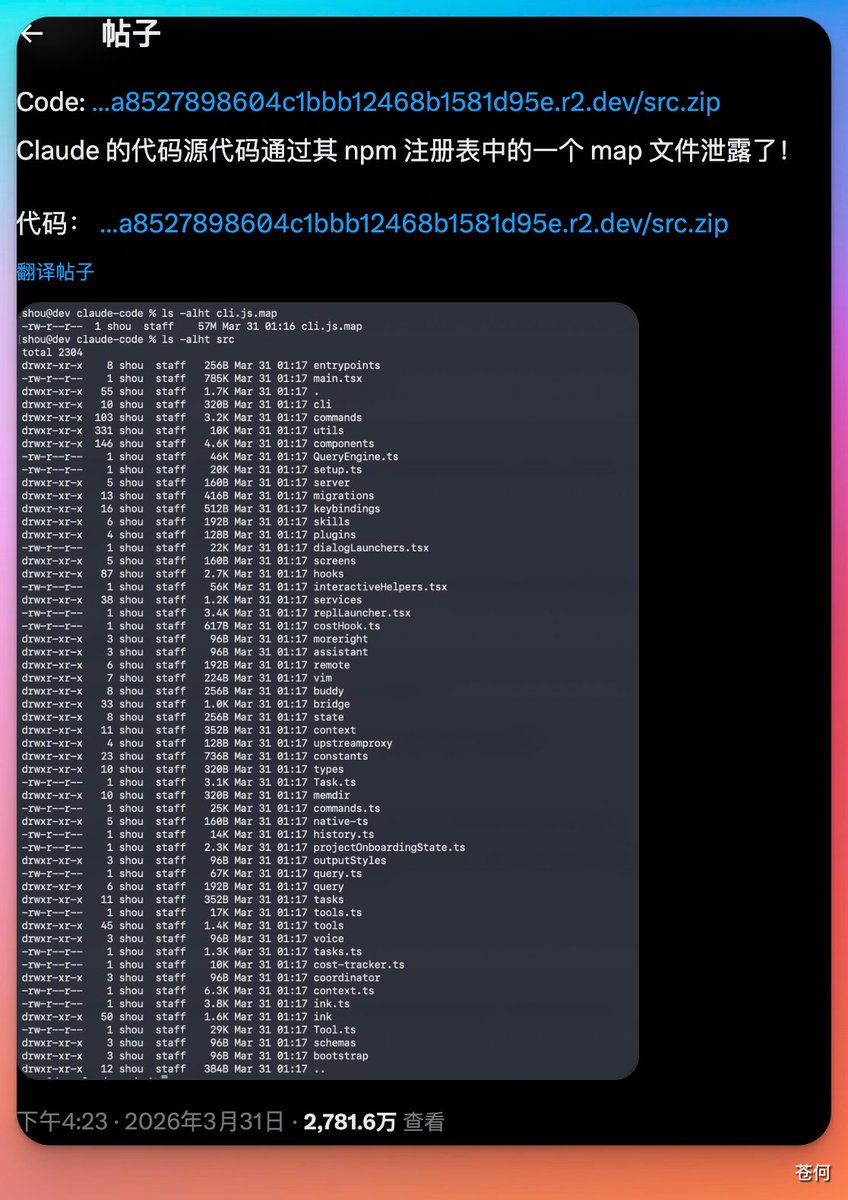 帖子
Code: ...a8527898604c1bbb12468b1581d95e.r2.dev/src.zip
Claude 的代码源代码通过其 npm 注册表中的一个 map 文件泄露了！
代码： ...a8527898604c1bbb12468b1581d95e.r2.dev/src.zip
翻译帖子
shou@dev claude-code % ls -alht cli.js.map
-rw-r--r--  1 shou  staff    57M Mar 31 01:16 cli.js.map
[shou@dev claude-code % ls -alht src
total 2304
drwxr-xr-x    8 shou  staff   256B Mar 31 01:17 entrypoints
-rw-r--r--    1 shou  staff   785K Mar 31 01:17 main.tsx
drwxr-xr-x   55 shou  staff   1.7K Mar 31 01:17 .
drwxr-xr-x   10 shou  staff   320B Mar 31 01:17 cli
drwxr-xr-x  103 shou  staff   3.2K Mar 31 01:17 commands
drwxr-xr-x  331 shou  staff    10K Mar 31 01:17 utils
drwxr-xr-x  146 shou  staff   4.6K Mar 31 01:17 components
-rw-r--r--    1 shou  staff    46K Mar 31 01:17 QueryEngine.ts
-rw-r--r--    1 shou  staff    20K Mar 31 01:17 setup.ts
drwxr-xr-x    5 shou  staff   160B Mar 31 01:17 server
drwxr-xr-x   13 shou  staff   416B Mar 31 01:17 migrations
drwxr-xr-x   16 shou  staff   512B Mar 31 01:17 keybindings
drwxr-xr-x    6 shou  staff   192B Mar 31 01:17 skills
drwxr-xr-x    4 shou  staff   128B Mar 31 01:17 plugins
-rw-r--r--    1 shou  staff    22K Mar 31 01:17 dialogLaunchers.tsx
drwxr-xr-x    5 shou  staff   160B Mar 31 01:17 screens
drwxr-xr-x   87 shou  staff   2.7K Mar 31 01:17 hooks
-rw-r--r--    1 shou  staff    56K Mar 31 01:17 interactiveHelpers.tsx
drwxr-xr-x   38 shou  staff   1.2K Mar 31 01:17 services
-rw-r--r--    1 shou  staff   3.4K Mar 31 01:17 replLauncher.tsx
-rw-r--r--    1 shou  staff   617B Mar 31 01:17 costHook.ts
drwxr-xr-x    3 shou  staff    96B Mar 31 01:17 moreright
drwxr-xr-x    3 shou  staff    96B Mar 31 01:17 assistant
drwxr-xr-x    6 shou  staff   192B Mar 31 01:17 remote
drwxr-xr-x    7 shou  staff   224B Mar 31 01:17 vim
drwxr-xr-x    8 shou  staff   256B Mar 31 01:17 buddy
drwxr-xr-x   33 shou  staff   1.0K Mar 31 01:17 bridge
drwxr-xr-x    8 shou  staff   256B Mar 31 01:17 state
drwxr-xr-x   11 shou  staff   352B Mar 31 01:17 context
drwxr-xr-x    4 shou  staff   128B Mar 31 01:17 upstreamproxy
drwxr-xr-x   23 shou  staff   736B Mar 31 01:17 constants
drwxr-xr-x   10 shou  staff   320B Mar 31 01:17 types
-rw-r--r--    1 shou  staff   3.1K Mar 31 01:17 Task.ts
drwxr-xr-x   10 shou  staff   320B Mar 31 01:17 memdir
-rw-r--r--    1 shou  staff    25K Mar 31 01:17 commands.ts
drwxr-xr-x    5 shou  staff   160B Mar 31 01:17 native-ts
-rw-r--r--    1 shou  staff    14K Mar 31 01:17 history.ts
-rw-r--r--    1 shou  staff   2.3K Mar 31 01:17 projectOnboardingState.ts
drwxr-xr-x    3 shou  staff    96B Mar 31 01:17 outputStyles
-rw-r--r--    1 shou  staff    67K Mar 31 01:17 query.ts
drwxr-xr-x    6 shou  staff   192B Mar 31 01:17 query
drwxr-xr-x   11 shou  staff   352B Mar 31 01:17 tasks
-rw-r--r--    1 shou  staff    17K Mar 31 01:17 tools.ts
drwxr-xr-x   45 shou  staff   1.4K Mar 31 01:17 tools
drwxr-xr-x    3 shou  staff    96B Mar 31 01:17 voice
-rw-r--r--    1 shou  staff   1.3K Mar 31 01:17 tasks.ts
-rw-r--r--    1 shou  staff    10K Mar 31 01:17 cost-tracker.ts
drwxr-xr-x    3 shou  staff    96B Mar 31 01:17 coordinator
-rw-r--r--    1 shou  staff   6.3K Mar 31 01:17 context.ts
-rw-r--r--    1 shou  staff   3.8K Mar 31 01:17 ink.ts
drwxr-xr-x   50 shou  staff   1.6K Mar 31 01:17 ink
-rw-r--r--    1 shou  staff    29K Mar 31 01:17 Tool.ts
drwxr-xr-x    3 shou  staff    96B Mar 31 01:17 schemas
drwxr-xr-x    3 shou  staff    96B Mar 31 01:17 bootstrap
drwxr-xr-x   12 shou  staff   384B Mar 31 01:17 ..
下午4:23 · 2026年3月31日 · 2,781.6万 查看
苍何